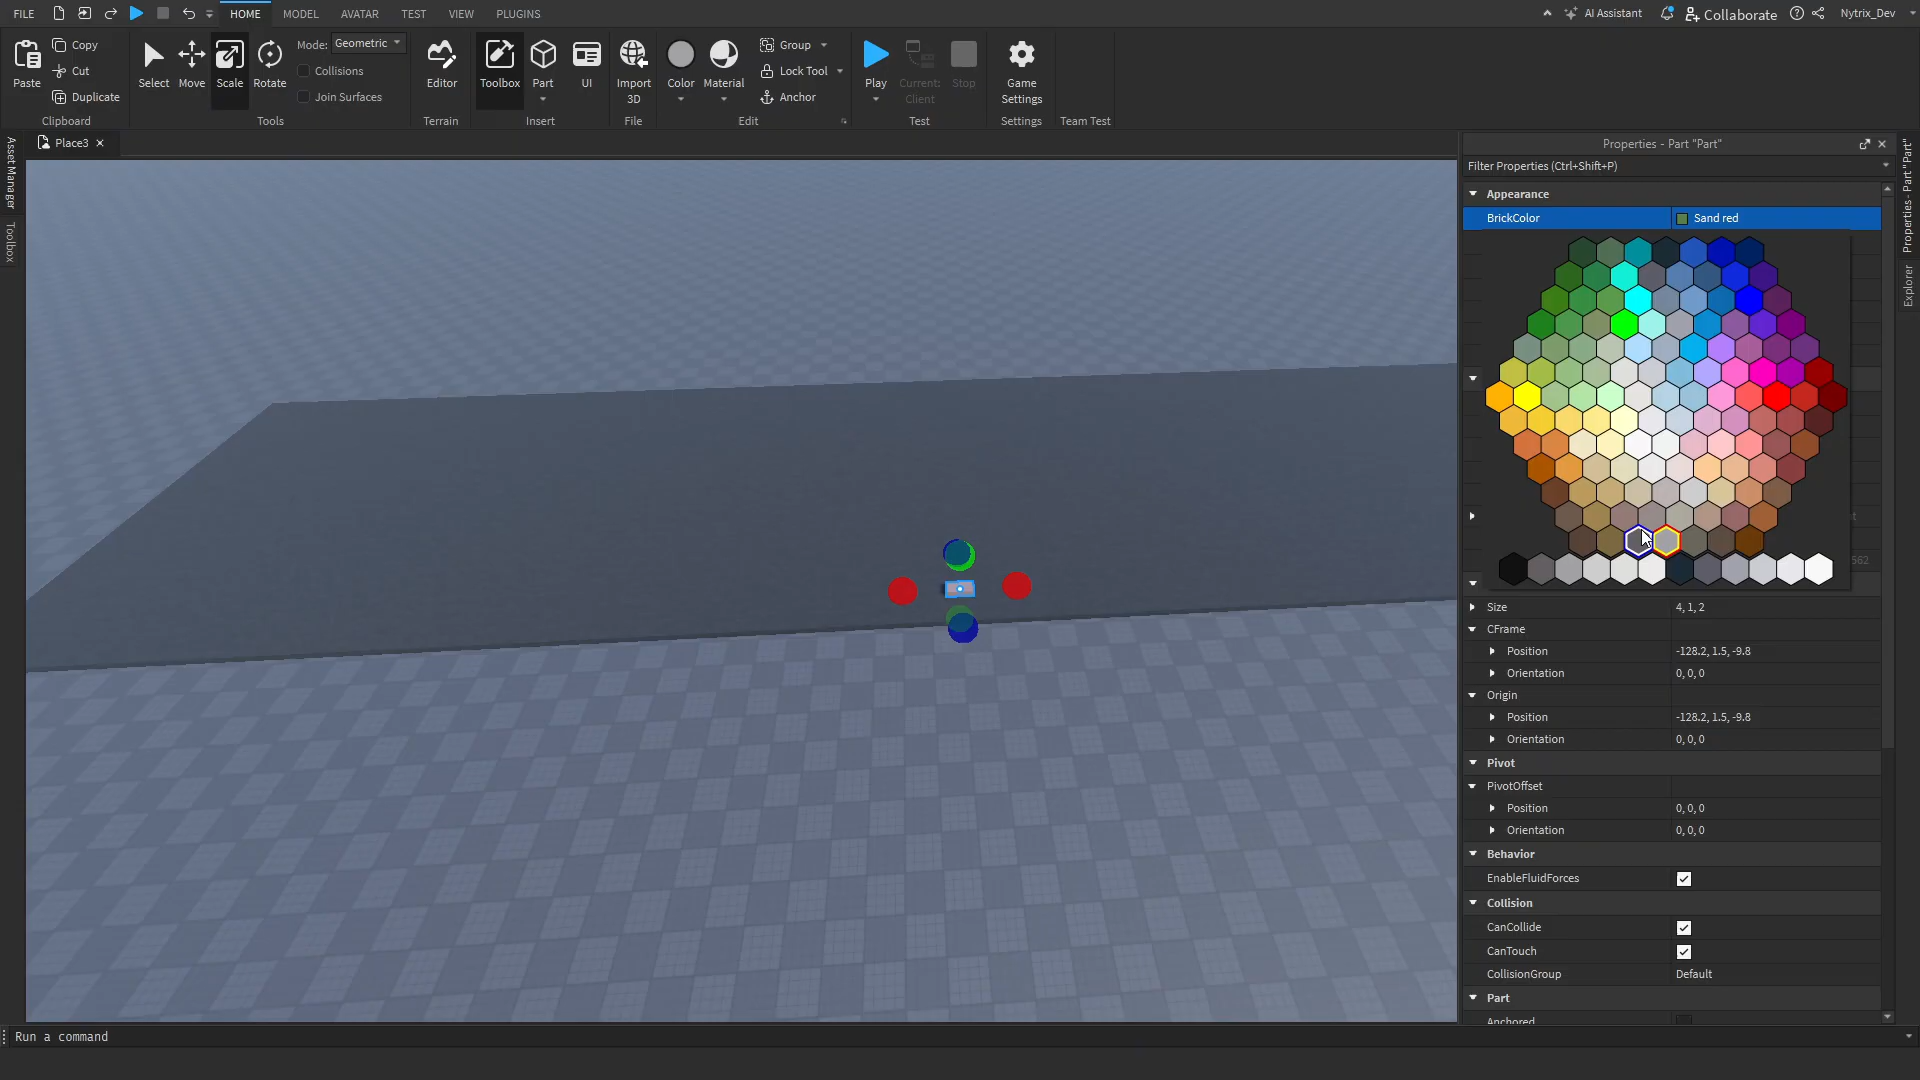 FILE HOME MODEL AVATAR TEST VIEW PLUGINS AI Assistant Collaborate Nytrix_Dev
Paste Copy Cut Duplicate Clipboard
Select Move Scale Rotate Mode: Geometric Collisions Join Surfaces Tools
Editor Terrain
Toolbox Part UI Insert
Import 3D File
Color Material Group Lock Tool Anchor Edit
Play Current: Client Stop Test
Game Settings Settings
Team Test
Asset Manager
Toolbox
Place3
Properties - Part "Part"
Filter Properties (Ctrl+Shift+P)
Appearance
BrickColor Sand red
Size 4, 1, 2
CFrame
Position -128.2, 1.5, -9.8
Orientation 0, 0, 0
Origin
Position -128.2, 1.5, -9.8
Orientation 0, 0, 0
Pivot
PivotOffset
Position 0, 0, 0
Orientation 0, 0, 0
Behavior
EnableFluidForces
Collision
CanCollide
CanTouch
CollisionGroup Default
Part
Anchored
Properties - Part "Part"
Explorer
Run a command